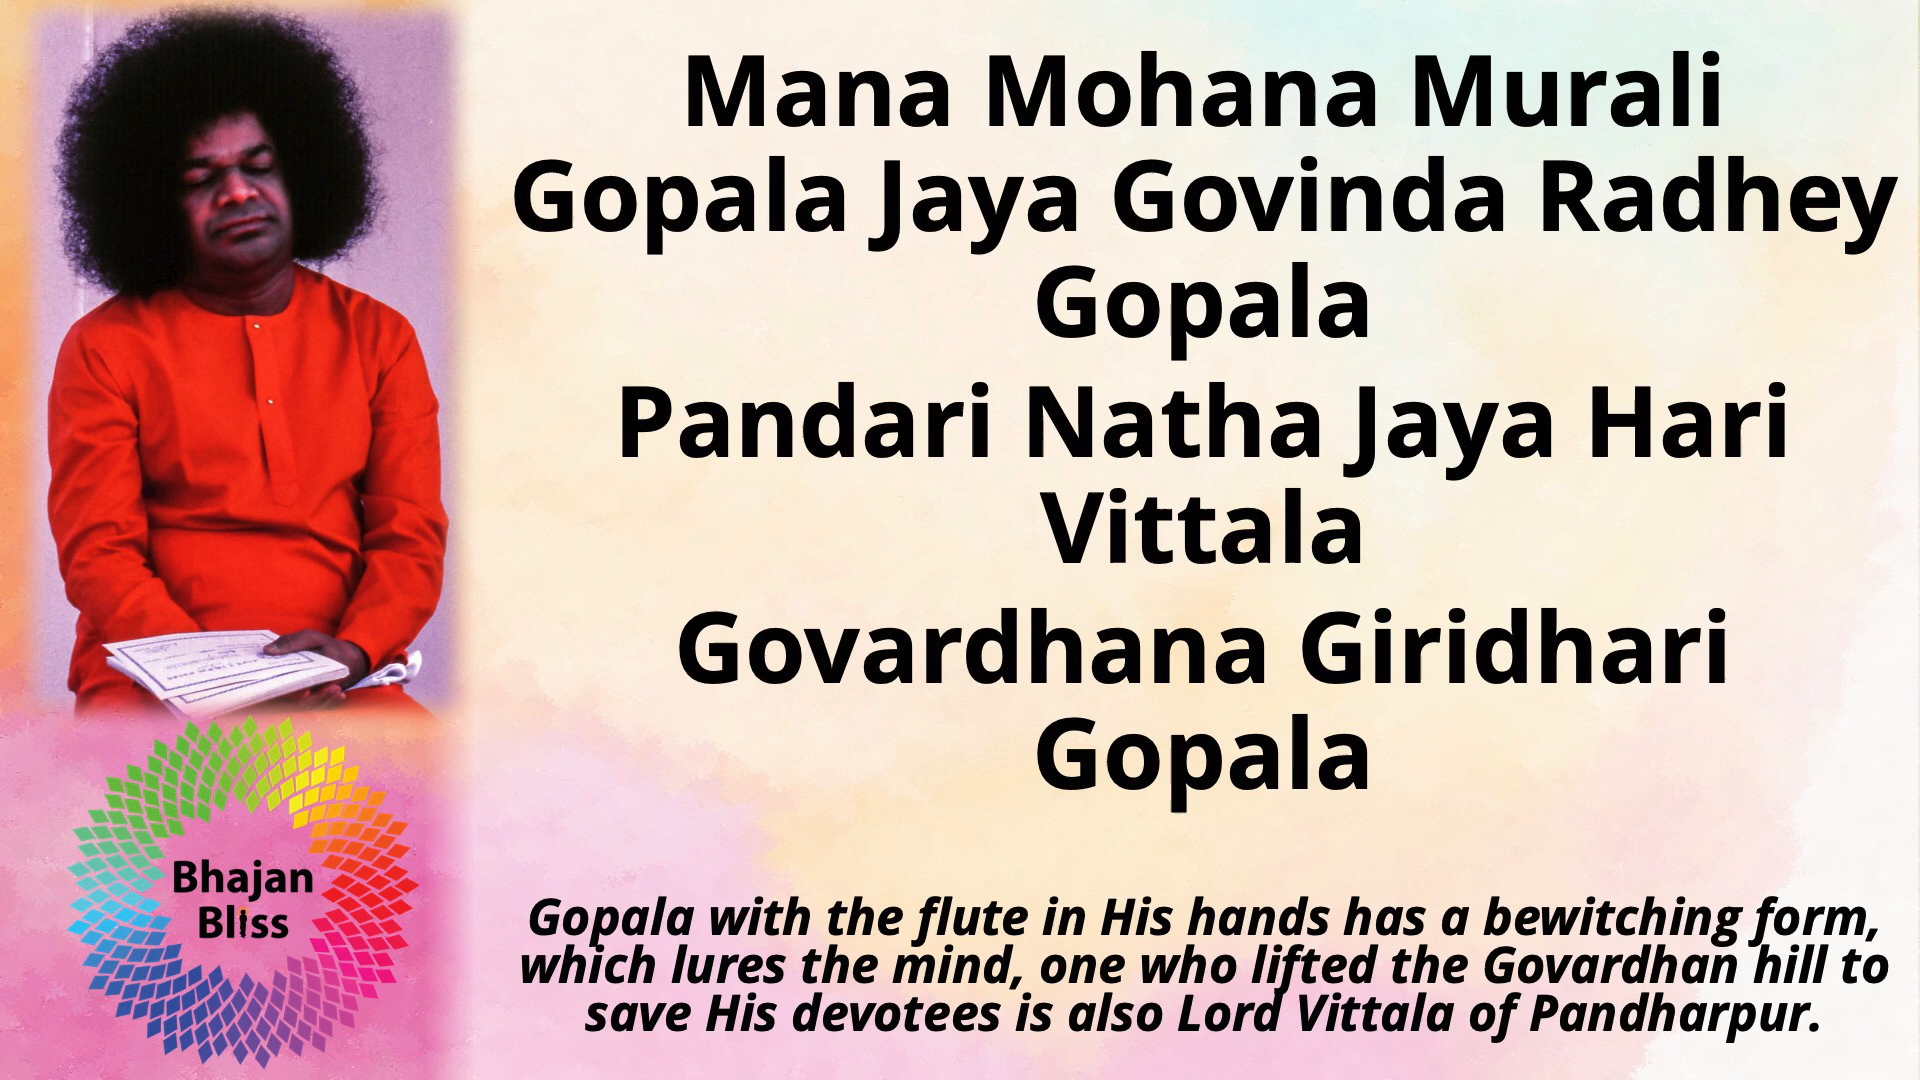 Mana Mohana Murali
Gopala Jaya Govinda Radhey
Gopala
Pandari Natha Jaya Hari
Vittala
Govardhana Giridhari
Gopala
Gopala with the flute in His hands has a bewitching form,
which lures the mind, one who lifted the Govardhan hill to
save His devotees is also Lord Vittala of Pandharpur.
Bhajan
Bliss